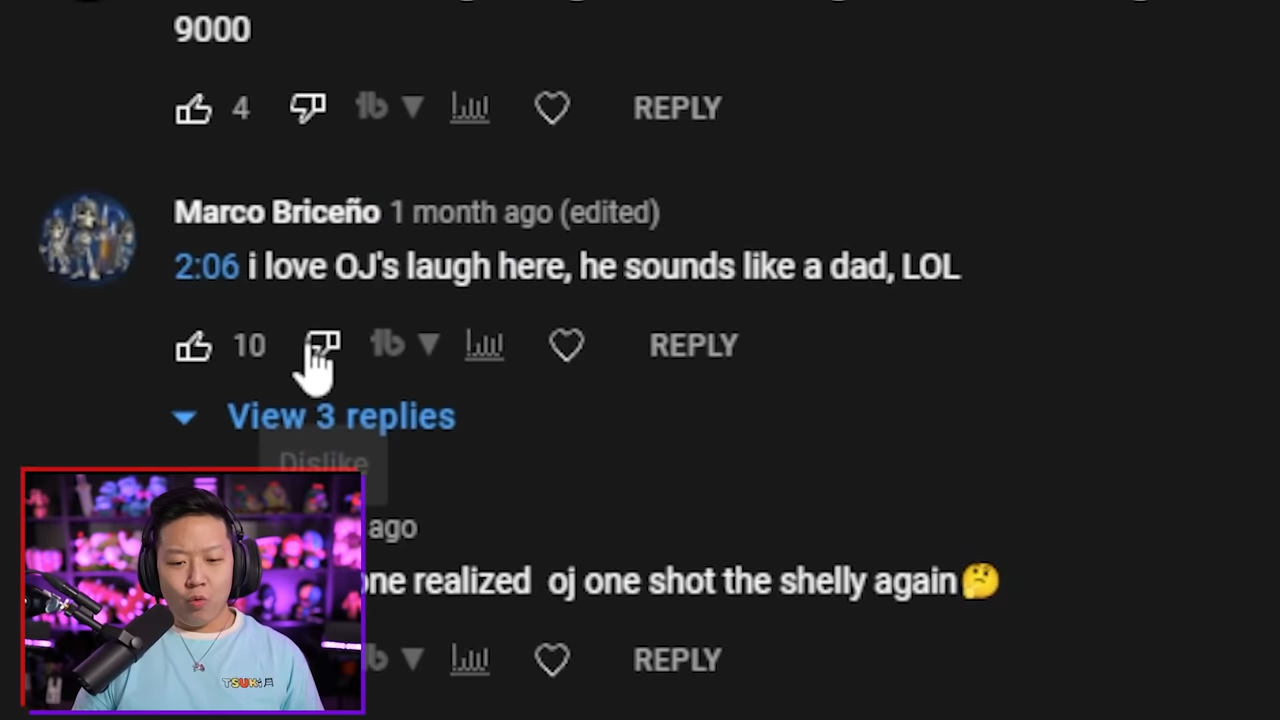 9000
4
REPLY
Marco Briceño 1 month ago (edited)
2:06 i love OJ's laugh here, he sounds like a dad, LOL
10
REPLY
View 3 replies
Dislike
ago
one realized oj one shot the shelly again🤔
REPLY
TSUKI